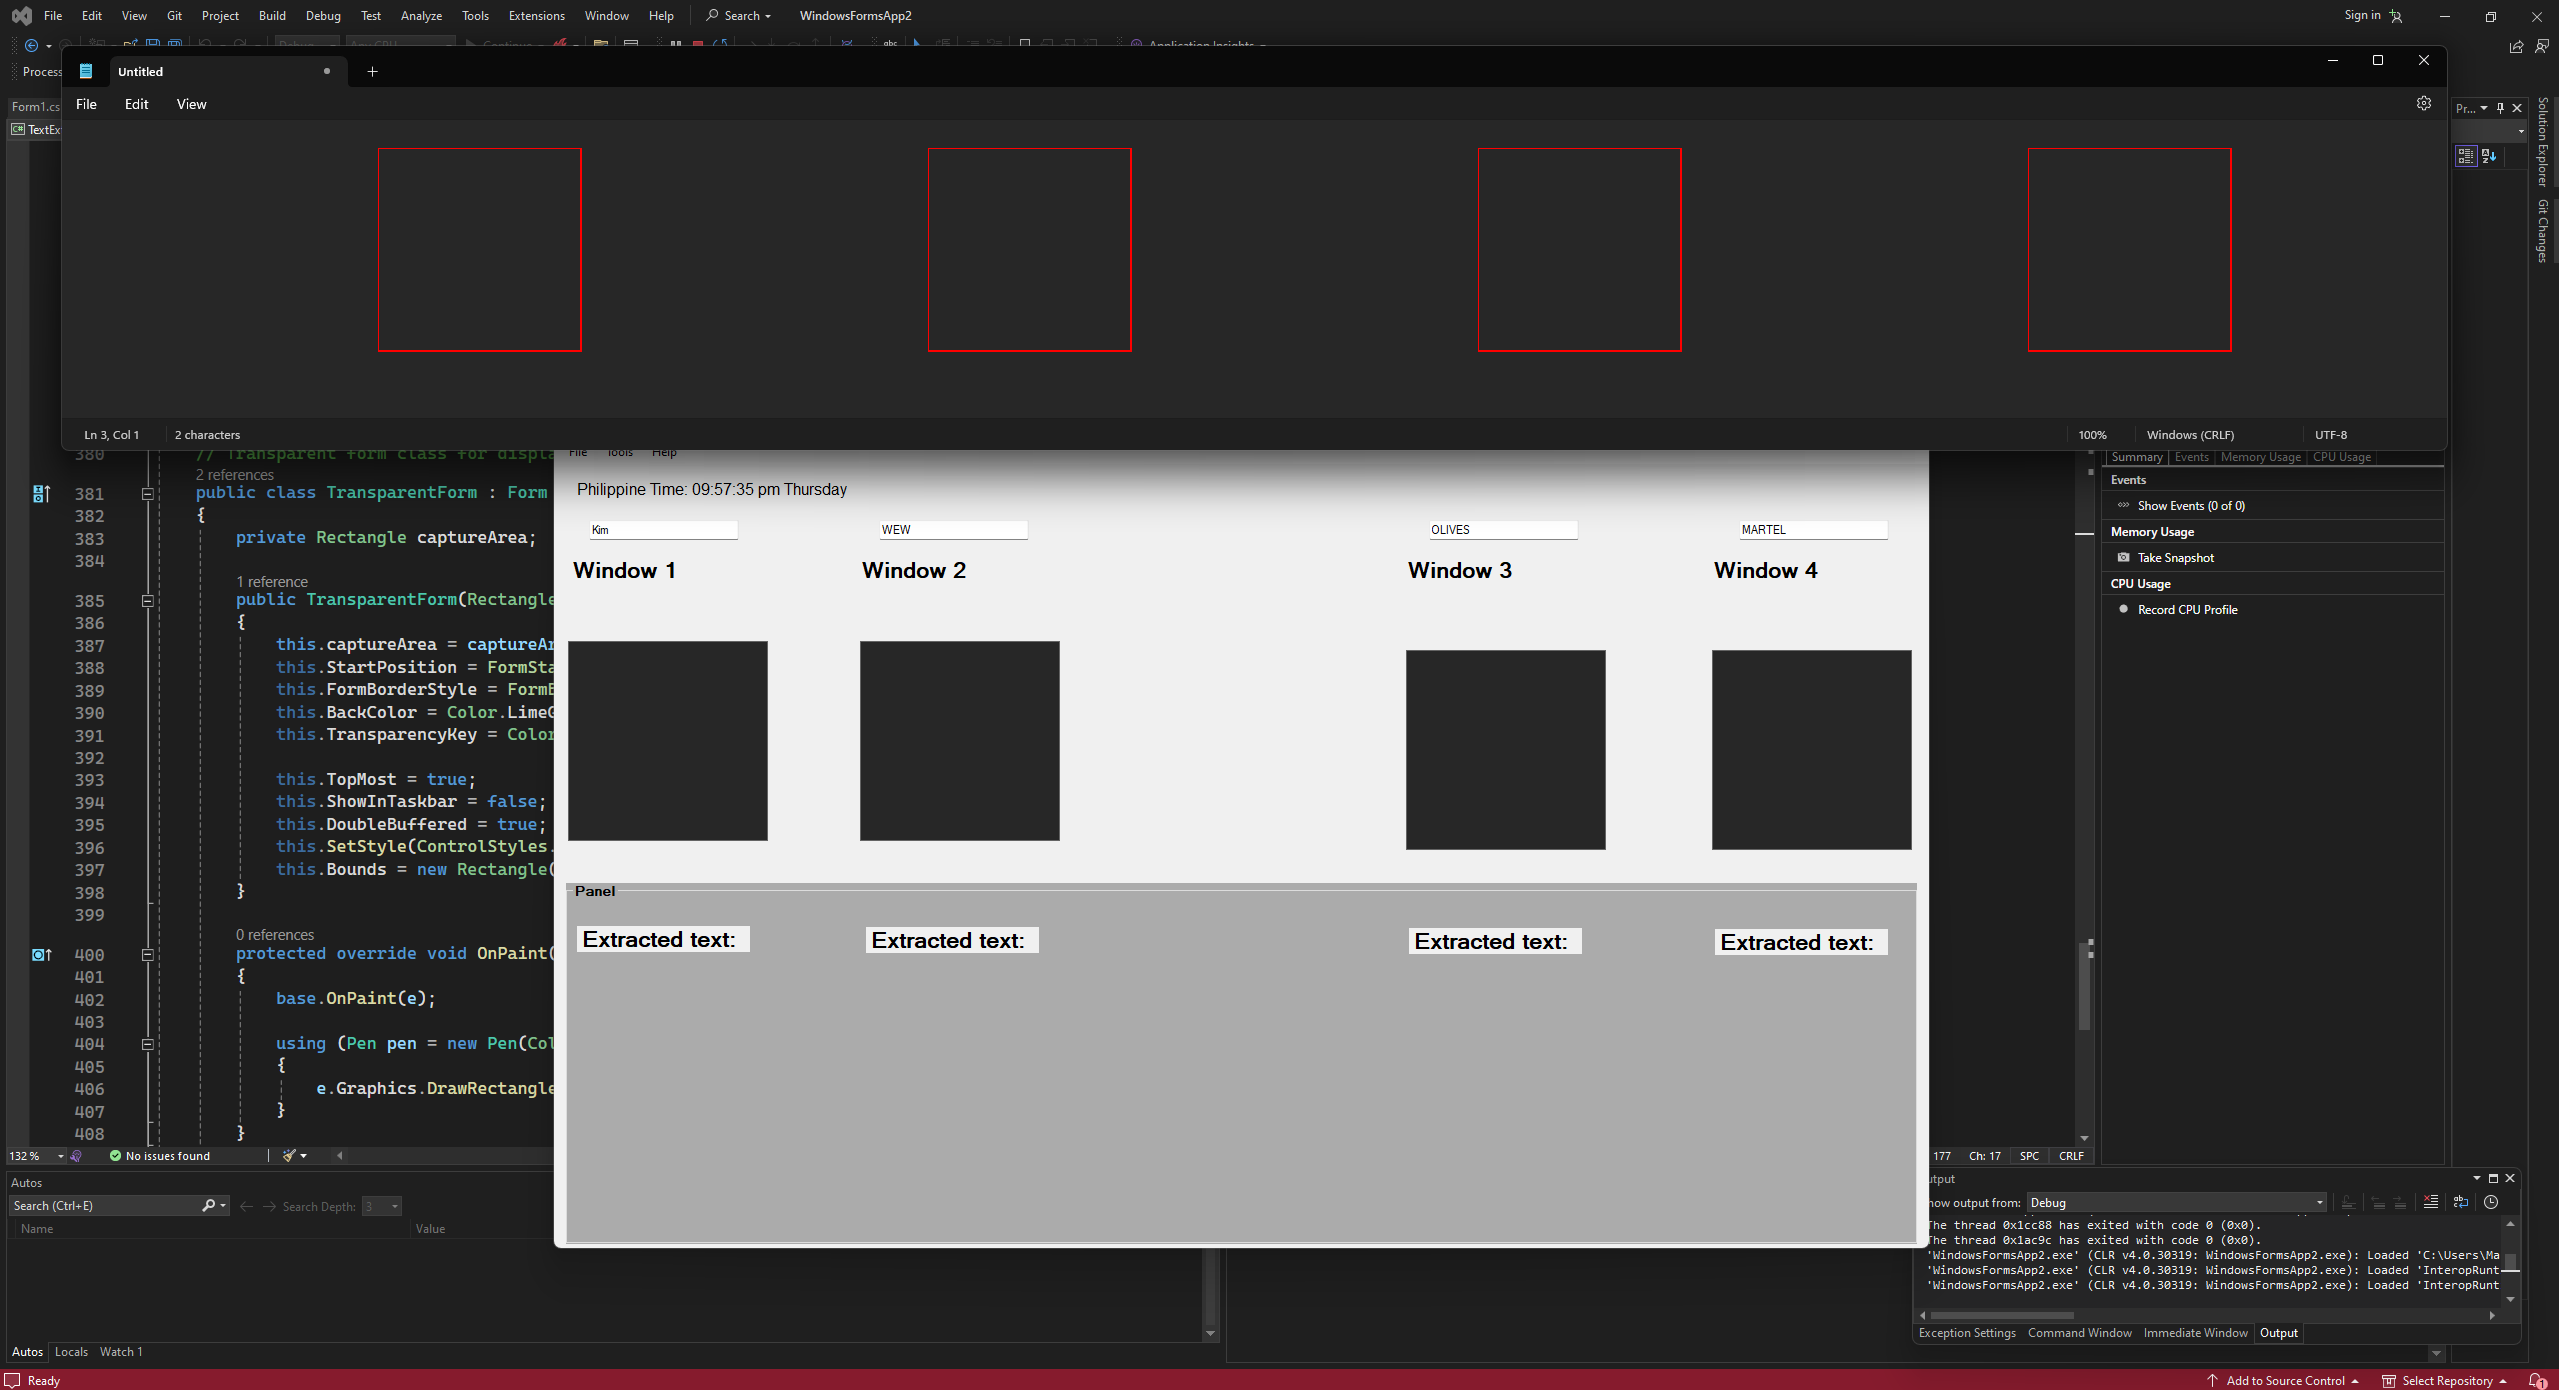 File Edit View Git Project Build Debug Test Analyze Tools Extensions Window Help Search WindowsFormsApp2 Sign in
Application Insights
Process
Untitled
File Edit View
Form1.cs
TextEx
Pr...
Solution Explorer
Git Changes
Ln 3, Col 1 2 characters 100% Windows (CRLF) UTF-8
File Tools Help
Philippine Time: 09:57:35 pm Thursday
Kim WEW OLIVES MARTEL
Window 1 Window 2 Window 3 Window 4
Panel
Extracted text: Extracted text: Extracted text: Extracted text:
380 // Transparent form class for displa
2 references
381 public class TransparentForm : Form
382 {
383 private Rectangle captureArea;
384
1 reference
385 public TransparentForm(Rectangle
386 {
387 this.captureArea = captureAr
388 this.StartPosition = FormSta
389 this.FormBorderStyle = FormB
390 this.BackColor = Color.LimeG
391 this.TransparencyKey = Color
392
393 this.TopMost = true;
394 this.ShowInTaskbar = false;
395 this.DoubleBuffered = true;
396 this.SetStyle(ControlStyles.
397 this.Bounds = new Rectangle(
398 }
399
0 references
400 protected override void OnPaint(
401 {
402 base.OnPaint(e);
403
404 using (Pen pen = new Pen(Col
405 {
406 e.Graphics.DrawRectangle
407 }
408 }
132 % No issues found
177 Ch: 17 SPC CRLF
Summary Events Memory Usage CPU Usage
Events
Show Events (0 of 0)
Memory Usage
Take Snapshot
CPU Usage
Record CPU Profile
Autos
Search (Ctrl+E) Search Depth: 3
Name Value
Autos Locals Watch 1
utput
how output from: Debug
The thread 0x1cc88 has exited with code 0 (0x0).
The thread 0x1ac9c has exited with code 0 (0x0).
'WindowsFormsApp2.exe' (CLR v4.0.30319: WindowsFormsApp2.exe): Loaded 'C:\Users\Ma
'WindowsFormsApp2.exe' (CLR v4.0.30319: WindowsFormsApp2.exe): Loaded 'InteropRunt
'WindowsFormsApp2.exe' (CLR v4.0.30319: WindowsFormsApp2.exe): Loaded 'InteropRunt
Exception Settings Command Window Immediate Window Output
Ready Add to Source Control Select Repository 1